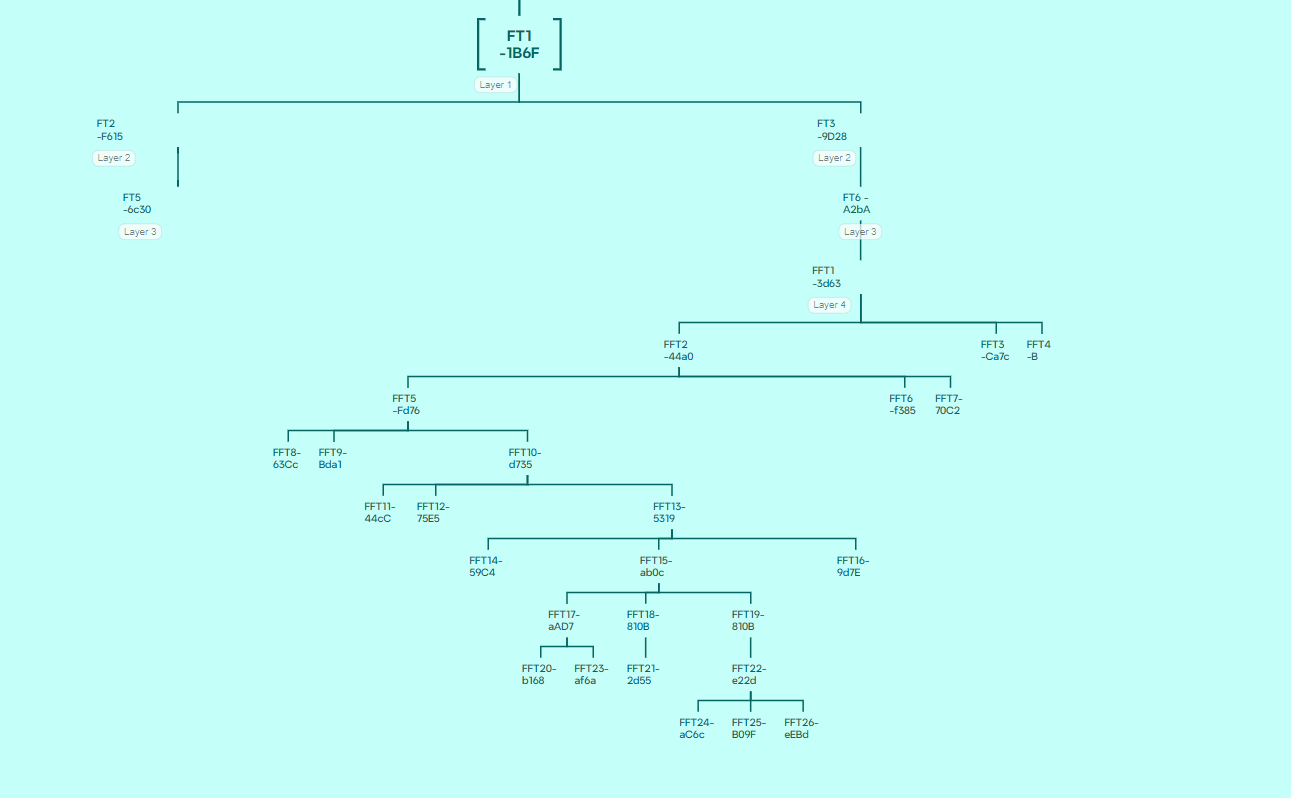 FT1
-1B6F
Layer 1
FT2
-F615
Layer 2
FT3
-9D28
Layer 2
FT5
-6c30
Layer 3
FT6 -
A2bA
Layer 3
FFT1
-3d63
Layer 4
FFT2
-44a0
FFT3
-Ca7c
FFT4
-B
FFT5
-Fd76
FFT6
-f385
FFT7-
70C2
FFT8-
63Cc
FFT9-
Bda1
FFT10-
d735
FFT11-
44cC
FFT12-
75E5
FFT13-
5319
FFT14-
59C4
FFT15-
ab0c
FFT16-
9d7E
FFT17-
aAD7
FFT18-
810B
FFT19-
810B
FFT20-
b168
FFT23-
af6a
FFT21-
2d55
FFT22-
e22d
FFT24-
aC6c
FFT25-
B09F
FFT26-
eEBd